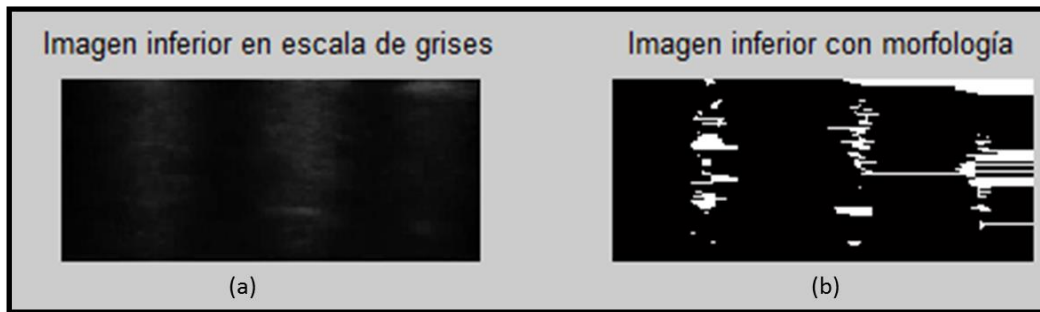 Imagen inferior en escala de grises
Imagen inferior con morfología
(a)
(b)